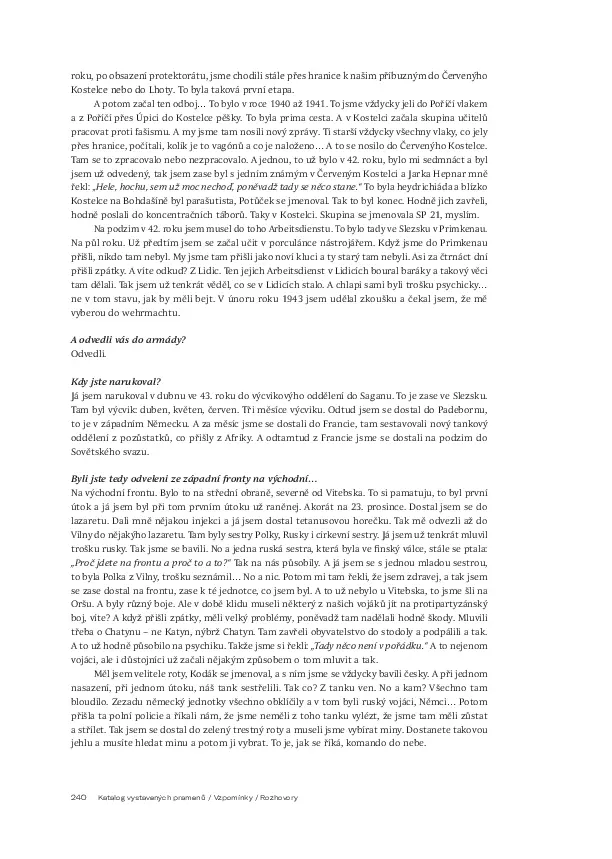 roku, po obsazení protektorátu, jsme chodili stále přes hranice k našim příbuzným do Červenýho
Kostelce nebo do Lhoty. To byla taková první etapa.
A potom začal ten odboj… To bylo v roce 1940 až 1941. To jsme vždycky jeli do Poříčí vlakem
a z Poříčí přes Úpici do Kostelce pěšky. To byla prima cesta. A v Kostelci začala skupina učitelů
pracovat proti fašismu. A my jsme tam nosili nový zprávy. Ti starší vždycky všechny vlaky, co jely
přes hranice, počítali, kolik je to vagónů a co je naloženo… A to se nosilo do Červenýho Kostelce.
Tam se to zpracovalo nebo nezpracovalo. A jednou, to už bylo v 42. roku, bylo mi sedmnáct a byl
jsem už odvedený, tak jsem zase byl s jedním známým v Červeným Kostelci a Jarka Hepnar mně
řekl: „Hele, hochu, sem už moc nechoď, poněvadž tady se něco stane." To byla heydrichiáda a blízko
Kostelce na Bohdašíně byl parašutista, Potůček se jmenoval. Tak to byl konec. Hodně jich zavřeli,
hodně poslali do koncentračních táborů. Taky v Kostelci. Skupina se jmenovala SP 21, myslím.
Na podzim v 42. roku jsem musel do toho Arbeitsdienstu. To bylo tady ve Slezsku v Primkenau.
Na půl roku. Už předtím jsem se začal učit v porculánce nástrojářem. Když jsme do Primkenau
přišli, nikdo tam nebyl. My jsme tam přišli jako noví kluci a ty starý tam nebyli. Asi za čtrnáct dní
přišli zpátky. A víte odkud? Z Lidic. Ten jejich Arbeitsdienst v Lidicích boural baráky a takový věci
tam dělali. Tak jsem už tenkrát věděl, co se v Lidicích stalo. A chlapi sami byli trošku psychicky…
ne v tom stavu, jak by měli bejt. V únoru roku 1943 jsem udělal zkoušku a čekal jsem, že mě
vyberou do wehrmachtu.
A odvedli vás do armády?
Odvedli.
Kdy jste narukoval?
Já jsem narukoval v dubnu ve 43. roku do výcvikovýho oddělení do Saganu. To je zase ve Slezsku.
Tam byl výcvik: duben, květen, červen. Tři měsíce výcviku. Odtud jsem se dostal do Padebornu,
to je v západním Německu. A za měsíc jsme se dostali do Francie, tam sestavovali nový tankový
oddělení z pozůstatků, co přišly z Afriky. A odtamtud z Francie jsme se dostali na podzim do
Sovětského svazu.
Byli jste tedy odveleni ze západní fronty na východní…
Na východní frontu. Bylo to na střední obraně, severně od Vitebska. To si pamatuju, to byl první
útok a já jsem byl při tom prvním útoku už raněnej. Akorát na 23. prosince. Dostal jsem se do
lazaretu. Dali mně nějakou injekci a já jsem dostal tetanusovou horečku. Tak mě odvezli až do
Vilny do nějakýho lazaretu. Tam byly sestry Polky, Rusky i církevní sestry. Já jsem už tenkrát mluvil
trošku rusky. Tak jsme se bavili. No a jedna ruská sestra, která byla ve finský válce, stále se ptala:
„Proč jdete na frontu a proč to a to?" Tak na nás působily. A já jsem se s jednou mladou sestrou,
to byla Polka z Vilny, trošku seznámil… No a nic. Potom mi tam řekli, že jsem zdravej, a tak jsem
se zase dostal na frontu, zase k té jednotce, co jsem byl. A to už nebylo u Vitebska, to jsme šli na
Oršu. A byly různý boje. Ale v době klidu museli některý z našich vojáků jít na protipartyzánský
boj, víte? A když přišli zpátky, měli velký problémy, poněvadž tam nadělali hodně škody. Mluvili
třeba o Chatynu – ne Katyn, nýbrž Chatyn. Tam zavřeli obyvatelstvo do stodoly a podpálili a tak.
A to už hodně působilo na psychiku. Takže jsme si řekli: „Tady něco není v pořádku." A to nejenom
vojáci, ale i důstojníci už začali nějakým způsobem o tom mluvit a tak.
Měl jsem velitele roty, Kodák se jmenoval, a s ním jsme se vždycky bavili česky. A při jednom
nasazení, při jednom útoku, náš tank sestřelili. Tak co? Z tanku ven. No a kam? Všechno tam
bloudilo. Zezadu německý jednotky všechno obklíčily a v tom byli ruský vojáci, Němci… Potom
přišla ta polní policie a říkali nám, že jsme neměli z toho tanku vylézt, že jsme tam měli zůstat
a střílet. Tak jsem se dostal do zelený trestný roty a museli jsme vybírat miny. Dostanete takovou
jehlu a musíte hledat minu a potom ji vybrat. To je, jak se říká, komando do nebe.
240 Katalog vystavených pramenů / Vzpomínky / Rozhovory